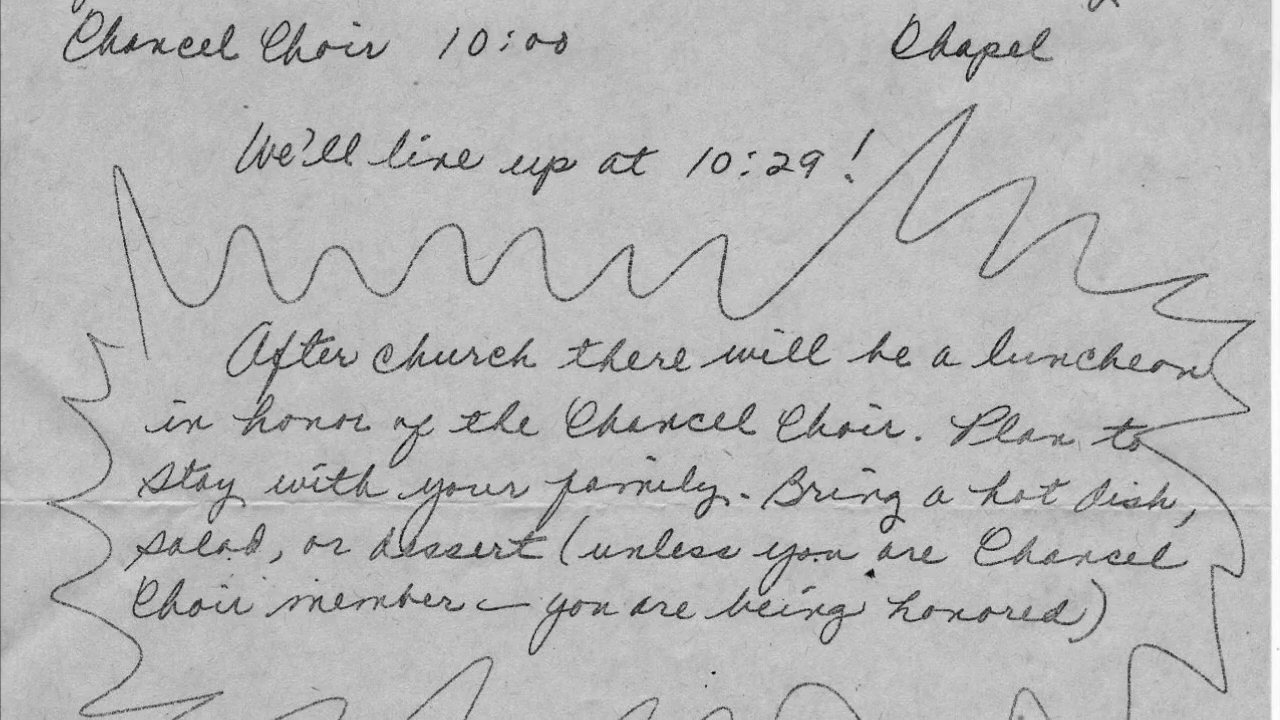 Chancel Choir 10:00 Chapel
We'll line up at 10:29!
After church there will be a luncheon
in honor of the Chancel Choir. Plan to
stay with your family. Bring a hot dish,
salad, or dessert (unless you are Chancel
Choir member — you are being honored)